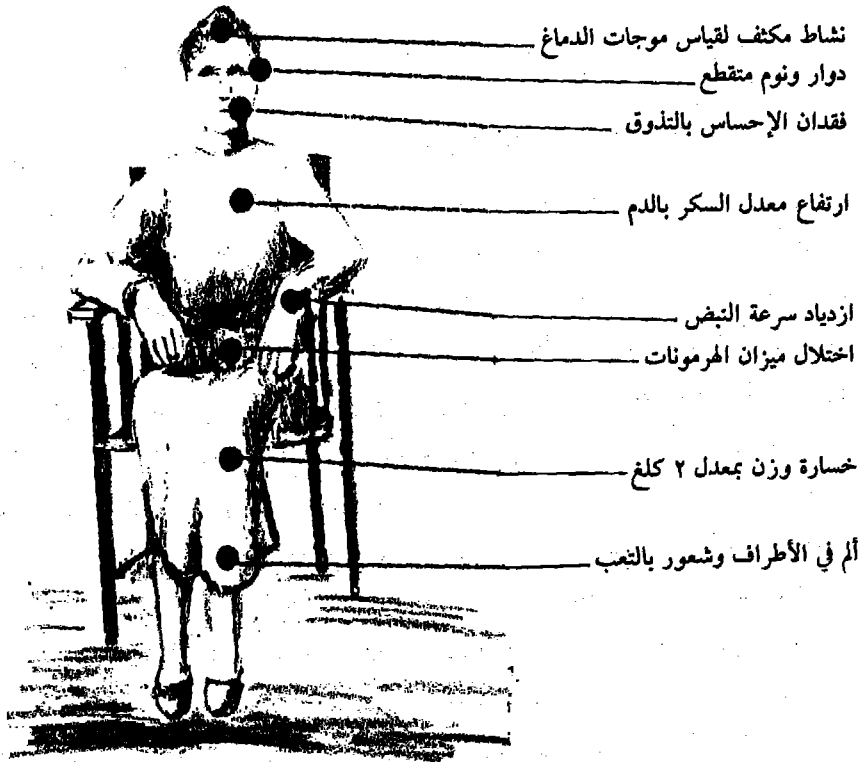 نشاط مكثف لقياس موجات الدماغ
دوار ونوم متقطع
فقدان الإحساس بالتذوق
ارتفاع معدل السكر بالدم
ازدياد سرعة النبض
اختلال ميزان الهرمونات
خسارة وزن بمعدل ٢ كلغ
ألم في الأطراف وشعور بالتعب